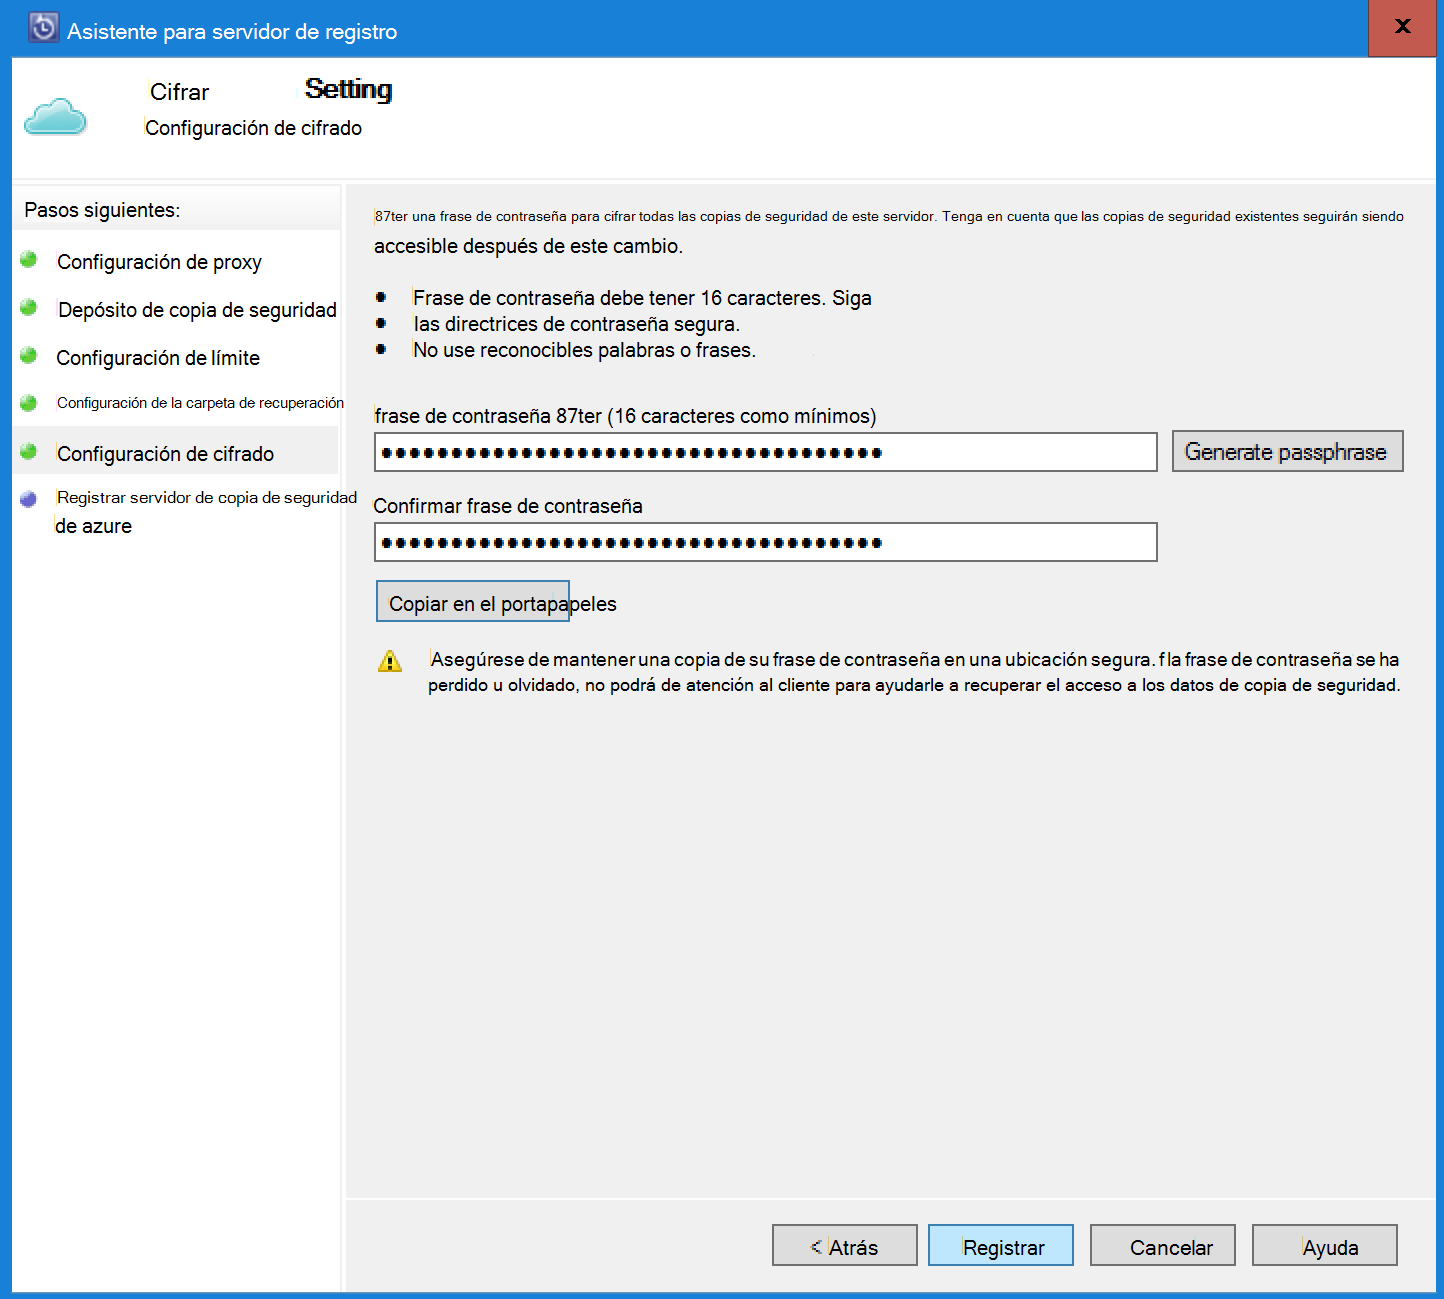 Asistente para servidor de registro
x
Cifrar Setting
Configuración de cifrado
Pasos siguientes:
Configuración de proxy
Depósito de copia de seguridad
Configuración de límite
Configuración de la carpeta de recuperación
Configuración de cifrado
Registrar servidor de copia de seguridad
de azure
87ter una frase de contraseña para cifrar todas las copias de seguridad de este servidor. Tenga en cuenta que las copias de seguridad existentes seguirán siendo
accesible después de este cambio.
Frase de contraseña debe tener 16 caracteres. Siga
las directrices de contraseña segura.
No use reconocibles palabras o frases.
frase de contraseña 87ter (16 caracteres como mínimos)
Generate passphrase
Confirmar frase de contraseña
Copiar en el portapapeles
Asegúrese de mantener una copia de su frase de contraseña en una ubicación segura. f la frase de contraseña se ha
perdido u olvidado, no podrá de atención al cliente para ayudarle a recuperar el acceso a los datos de copia de seguridad.
< Atrás
Registrar
Cancelar
Ayuda